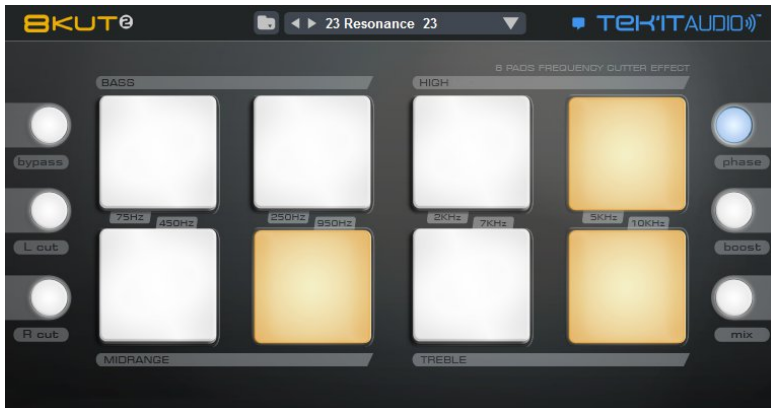 8KUT2
23 Resonance 23
TEK'ITAUDIO
8 PADS FREQUENCY CUTTER EFFECT
BASS
HIGH
bypass
phase
75Hz
450Hz
250Hz
950Hz
2KHz
7KHz
5KHz
10KHz
L cut
boost
R cut
mix
MIDRANGE
TREBLE